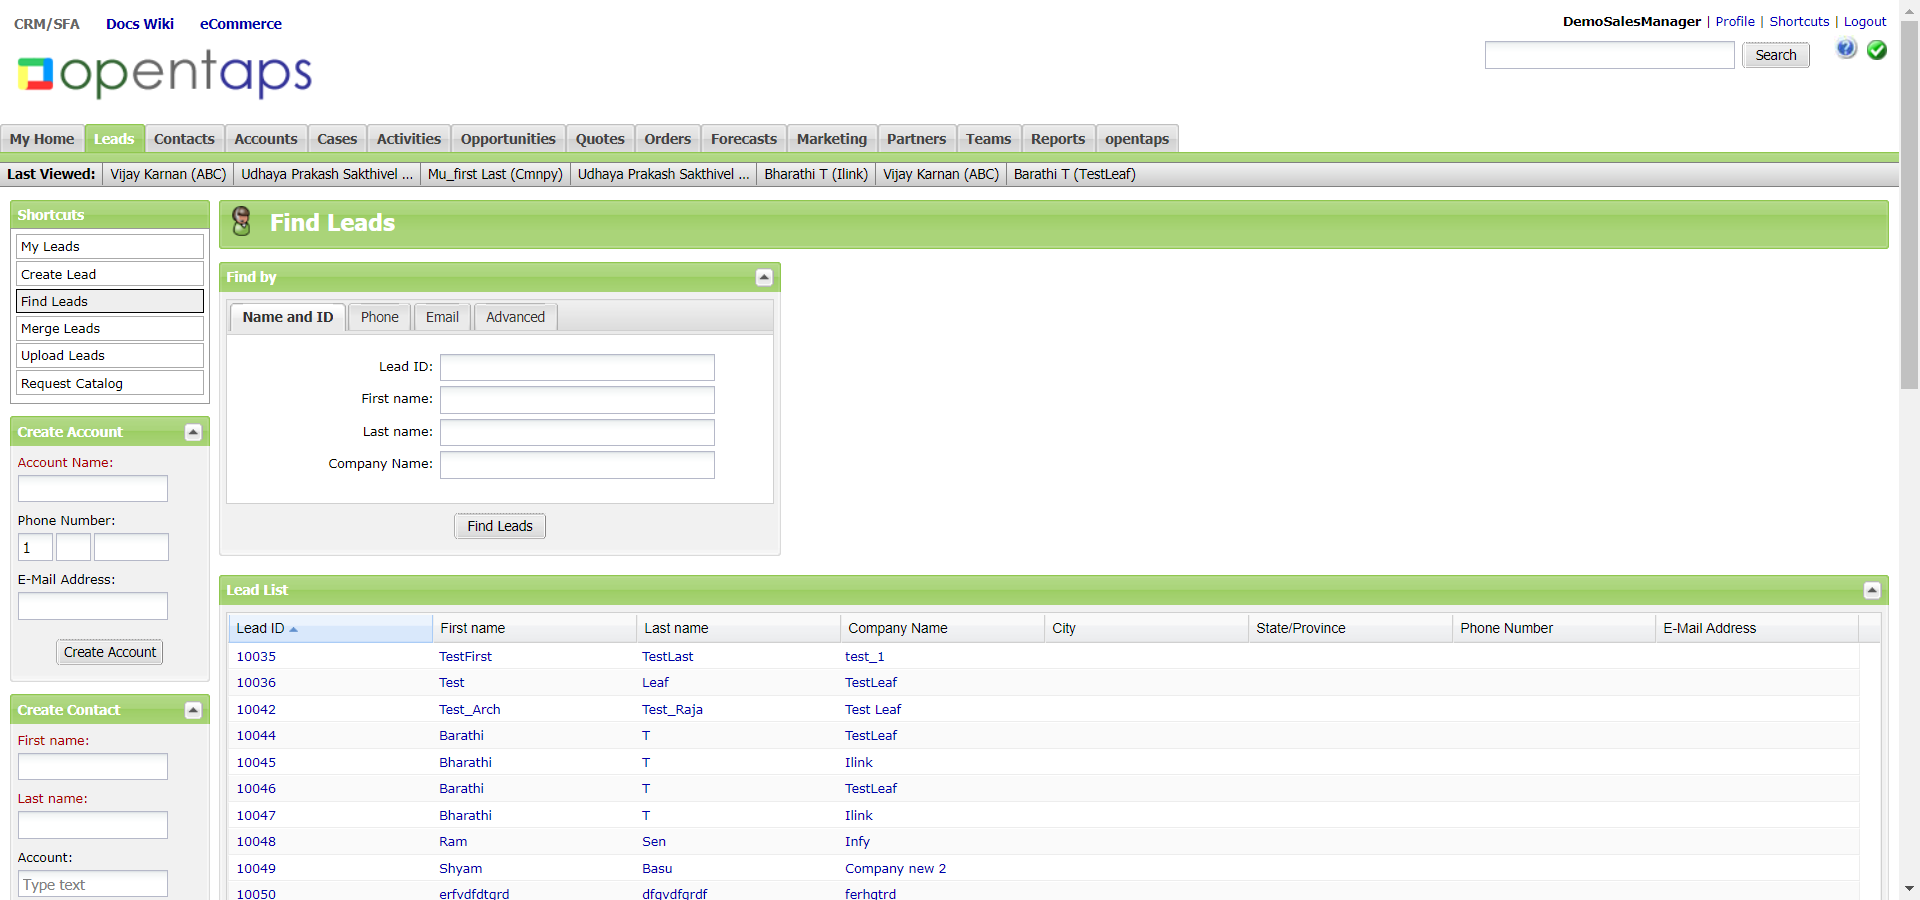 CRM/SFA Docs Wiki eCommerce
DemoSalesManager | Profile | Shortcuts | Logout
opentaps
Search
My Home Leads Contacts Accounts Cases Activities Opportunities Quotes Orders Forecasts Marketing Partners Teams Reports opentaps
Last Viewed: Vijay Karnan (ABC) Udhaya Prakash Sakthivel ... Mu_first Last (Cmnpy) Udhaya Prakash Sakthivel ... Bharathi T (Ilink) Vijay Karnan (ABC) Barathi T (TestLeaf)
Shortcuts
My Leads
Create Lead
Find Leads
Merge Leads
Upload Leads
Request Catalog
Create Account
Account Name:
Phone Number:
1
E-Mail Address:
Create Account
Create Contact
First name:
Last name:
Account:
Type text
Find Leads
Find by
Name and ID Phone Email Advanced
Lead ID:
First name:
Last name:
Company Name:
Find Leads
Lead List
Lead ID First name Last name Company Name City State/Province Phone Number E-Mail Address
10035 TestFirst TestLast test_1
10036 Test Leaf TestLeaf
10042 Test_Arch Test_Raja Test Leaf
10044 Barathi T TestLeaf
10045 Bharathi T Ilink
10046 Barathi T TestLeaf
10047 Bharathi T Ilink
10048 Ram Sen Infy
10049 Shyam Basu Company new 2
10050